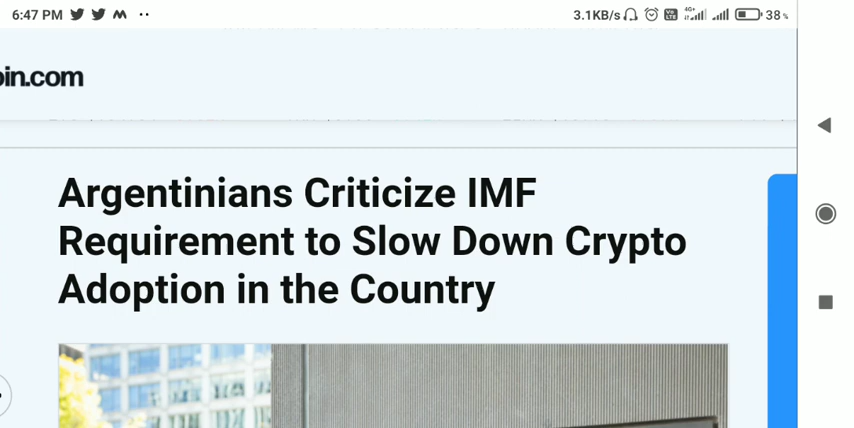 6:47 PM 3.1KB/s 4G+ 38%
oin.com
Argentinians Criticize IMF
Requirement to Slow Down Crypto
Adoption in the Country